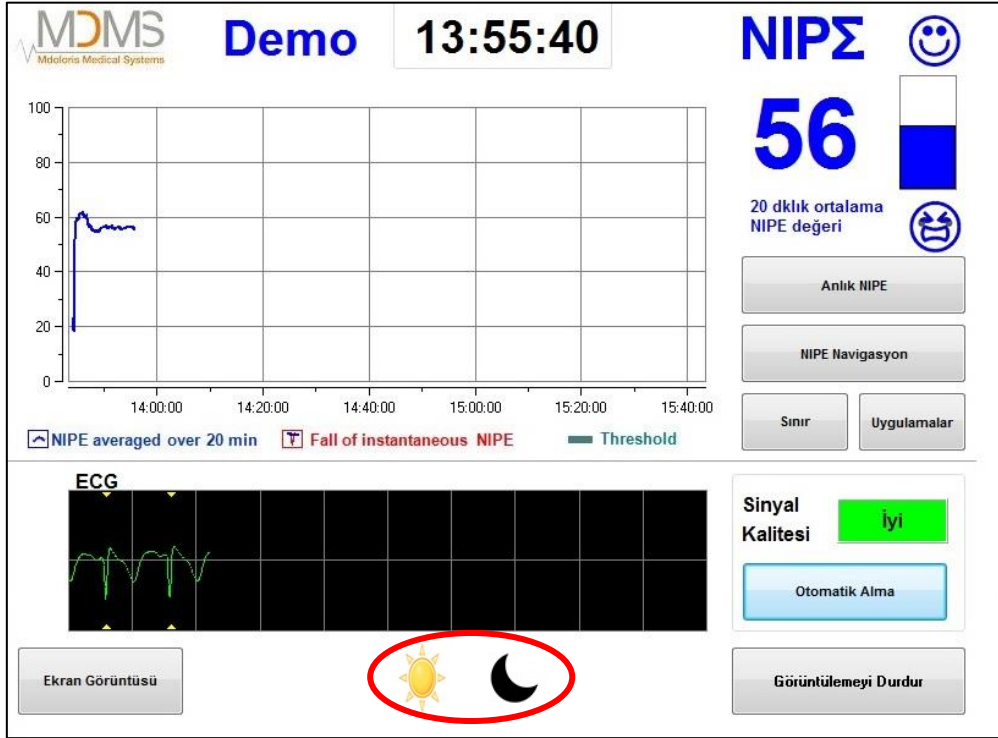 MDMS
Mdoloris Medical Systems
Demo
13:55:40
NIPΣ
56
20 dklık ortalama
NIPE değeri
100
80
60
40
20
0
14:00:00 14:20:00 14:40:00 15:00:00 15:20:00 15:40:00
NIPE averaged over 20 min Fall of instantaneous NIPE Threshold
Anlık NIPE
NIPE Navigasyon
Sınır
Uygulamalar
ECG
Sinyal
Kalitesi
İyi
Otomatik Alma
Ekran Görüntüsü
Görüntülemeyi Durdur